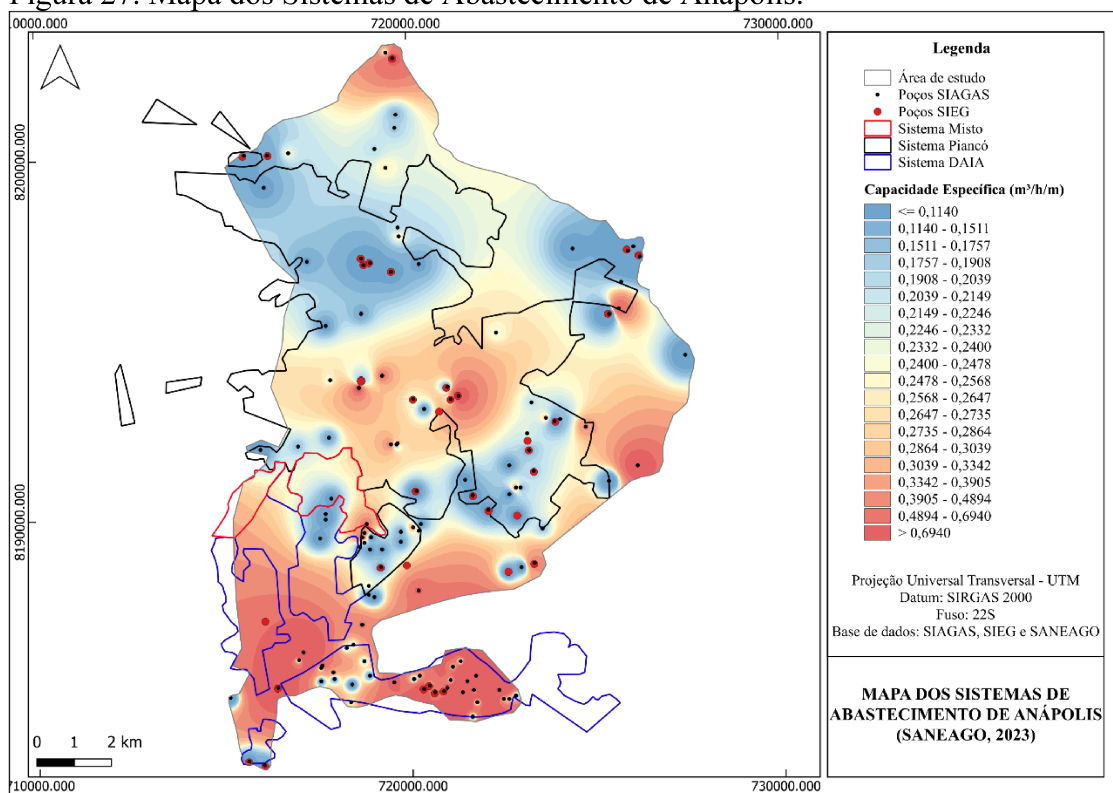 Figura 27: Mapa dos Sistemas de Abastecimento de Anápolis.
00000.000 720000.000 730000.000
8200000.000
8190000.000
0 1 2 km
710000.000 720000.000 730000.000
Legenda
Área de estudo
Poços SIAGAS
Poços SIEG
Sistema Misto
Sistema Piancó
Sistema DAIA
Capacidade Específica (m³/h/m)
<= 0,1140
0,1140 - 0,1511
0,1511 - 0,1757
0,1757 - 0,1908
0,1908 - 0,2039
0,2039 - 0,2149
0,2149 - 0,2246
0,2246 - 0,2332
0,2332 - 0,2400
0,2400 - 0,2478
0,2478 - 0,2568
0,2568 - 0,2647
0,2647 - 0,2735
0,2735 - 0,2864
0,2864 - 0,3039
0,3039 - 0,3342
0,3342 - 0,3905
0,3905 - 0,4894
0,4894 - 0,6940
> 0,6940
Projeção Universal Transversal - UTM
Datum: SIRGAS 2000
Fuso: 22S
Base de dados: SIAGAS, SIEG e SANEAGO
MAPA DOS SISTEMAS DE
ABASTECIMENTO DE ANÁPOLIS
(SANEAGO, 2023)